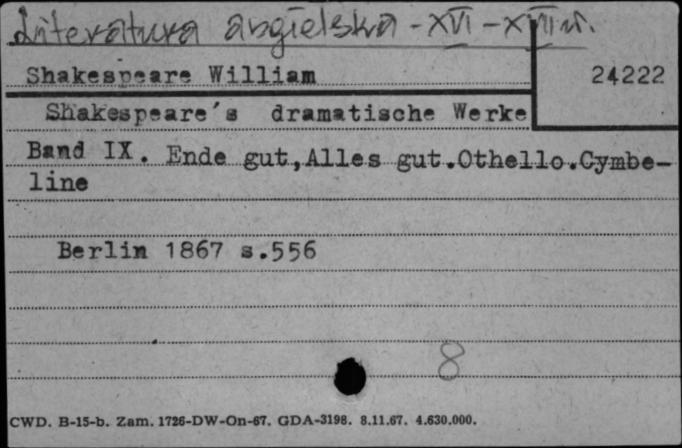 Literatura angielska - XVI - XVII w.
Shakespeare William
24222
Shakespeare's dramatische Werke
Band IX. Ende gut,Alles gut.Othello.Cymbe-
line
Berlin 1867 s.556
8
CWD. B-15-b. Zam. 1726-DW-On-67. GDA-3198. 8.11.67. 4.630.000.